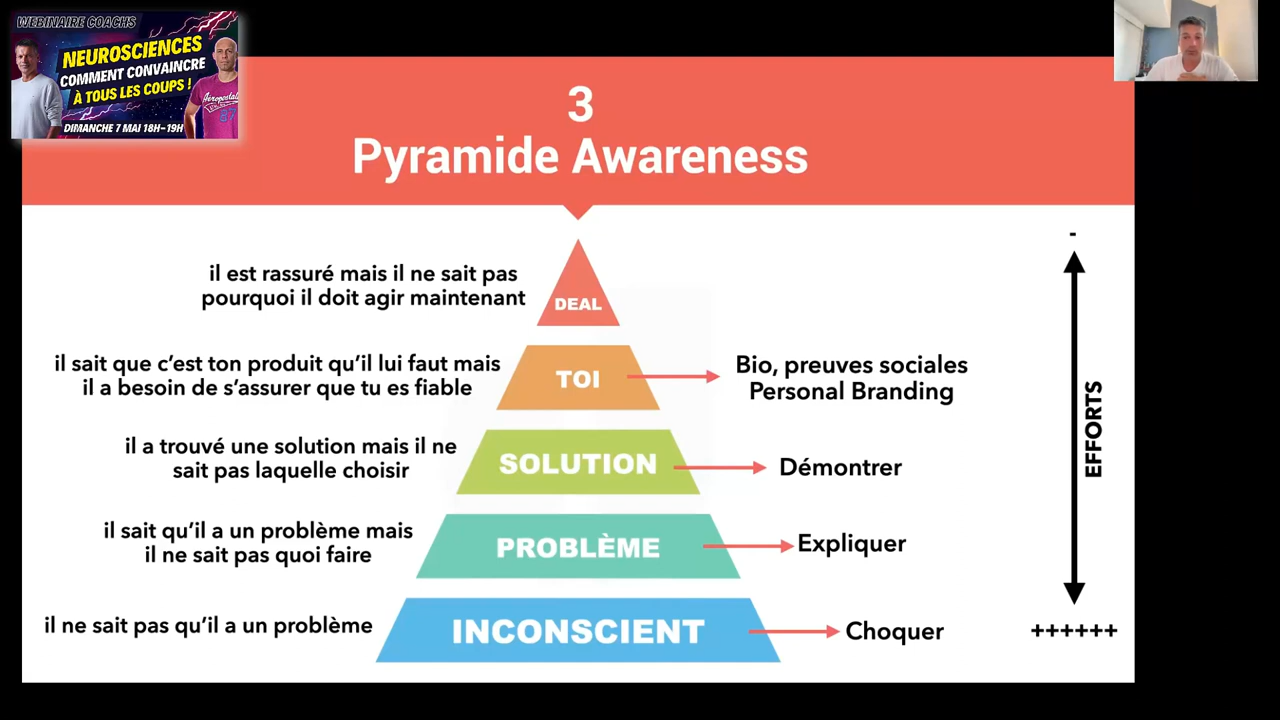 WEBINAIRE COACHS
NEUROSCIENCES
COMMENT CONVAINCRE
À TOUS LES COUPS !
Aéropostale
87
DIMANCHE 7 MAI 18H-19H
3
Pyramide Awareness
il est rassuré mais il ne sait pas
pourquoi il doit agir maintenant
DEAL
-
il sait que c'est ton produit qu'il lui faut mais
il a besoin de s'assurer que tu es fiable
TOI
Bio, preuves sociales
Personal Branding
il a trouvé une solution mais il ne
sait pas laquelle choisir
SOLUTION
Démontrer
EFFORTS
il sait qu'il a un problème mais
il ne sait pas quoi faire
PROBLÈME
Expliquer
il ne sait pas qu'il a un problème
INCONSCIENT
Choquer
++++++